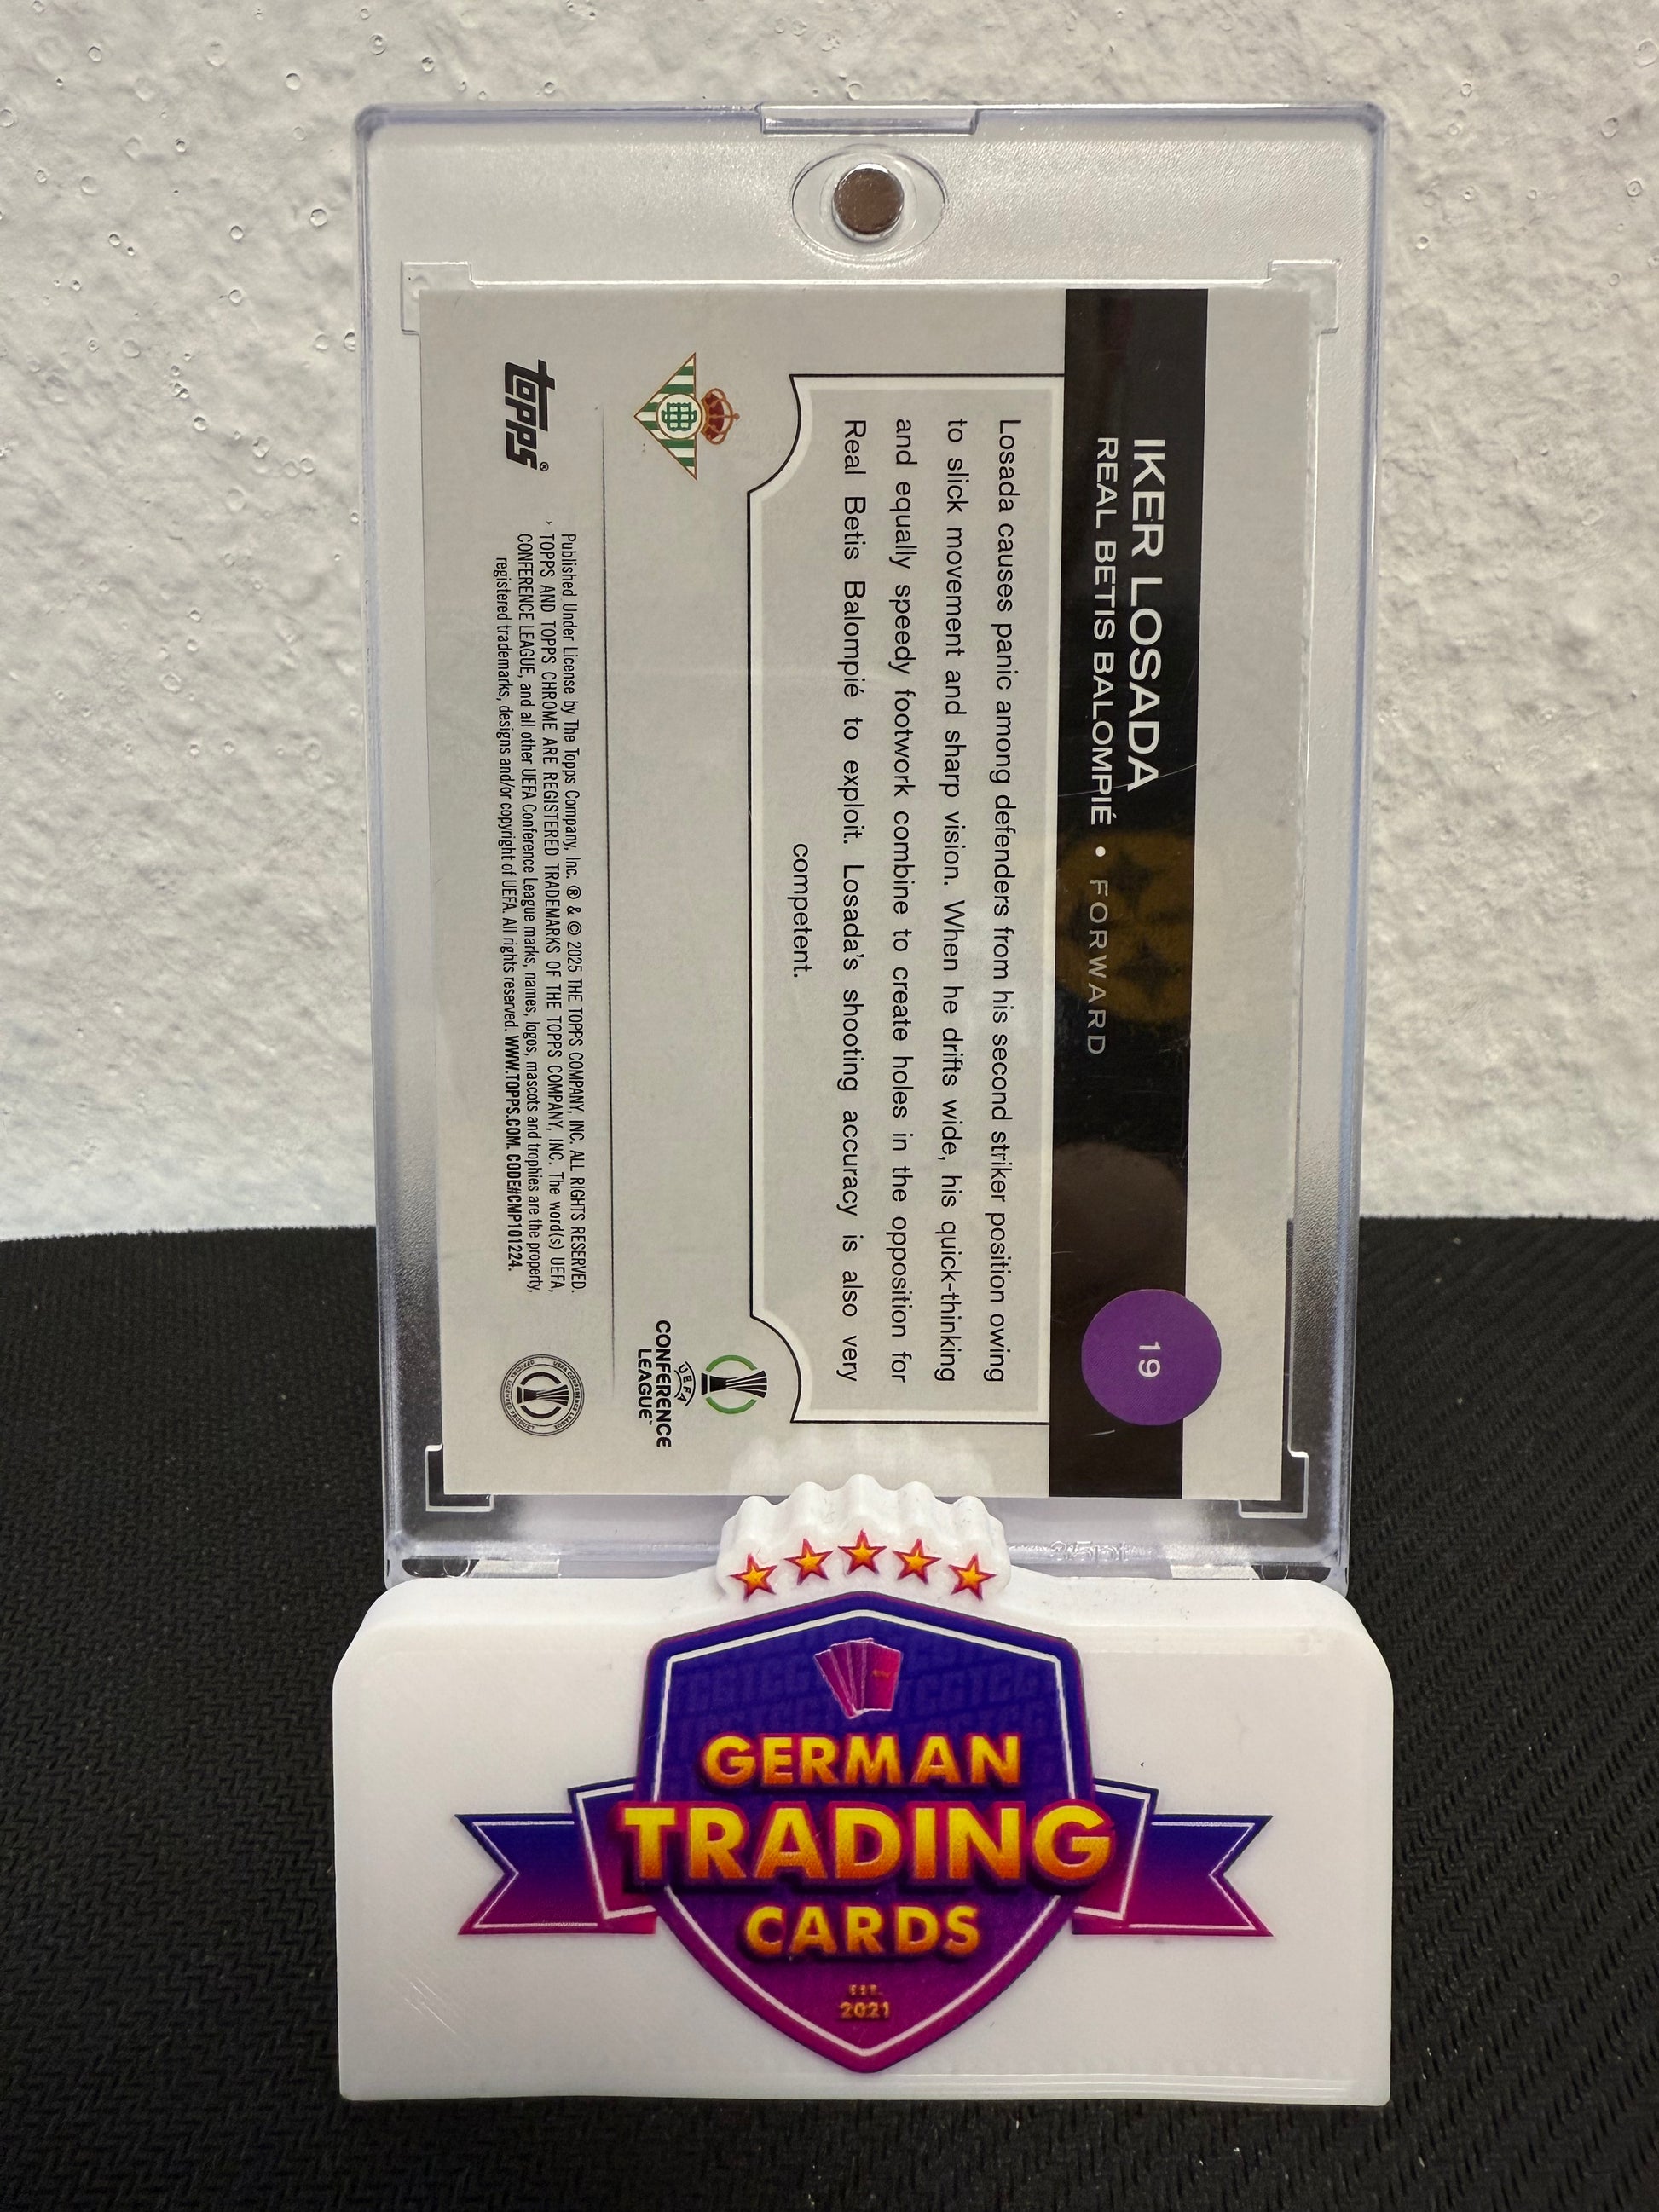 IKER LOSADA
REAL BETIS BALOMPIÉ • FORWARD
19
Losada causes panic among defenders from his second striker position owing
to slick movement and sharp vision. When he drifts wide, his quick-thinking
and equally speedy footwork combine to create holes in the opposition for
Real Betis Balompié to exploit. Losada's shooting accuracy is also very
competent.
UEFA
CONFERENCE
LEAGUE™
topps®
Published Under License by The Topps Company, Inc. ® & © 2025 THE TOPPS COMPANY, INC. ALL RIGHTS RESERVED.
TOPPS AND TOPPS CHROME ARE REGISTERED TRADEMARKS OF THE TOPPS COMPANY, INC. The word(s) UEFA,
CONFERENCE LEAGUE, and all other UEFA Conference League marks, names, logos, mascots and trophies are the property,
registered trademarks, designs and/or copyright of UEFA. All rights reserved. WWW.TOPPS.COM. CODE#CMP101224.
35pt
GERMAN
TRADING
CARDS
EST.
2021